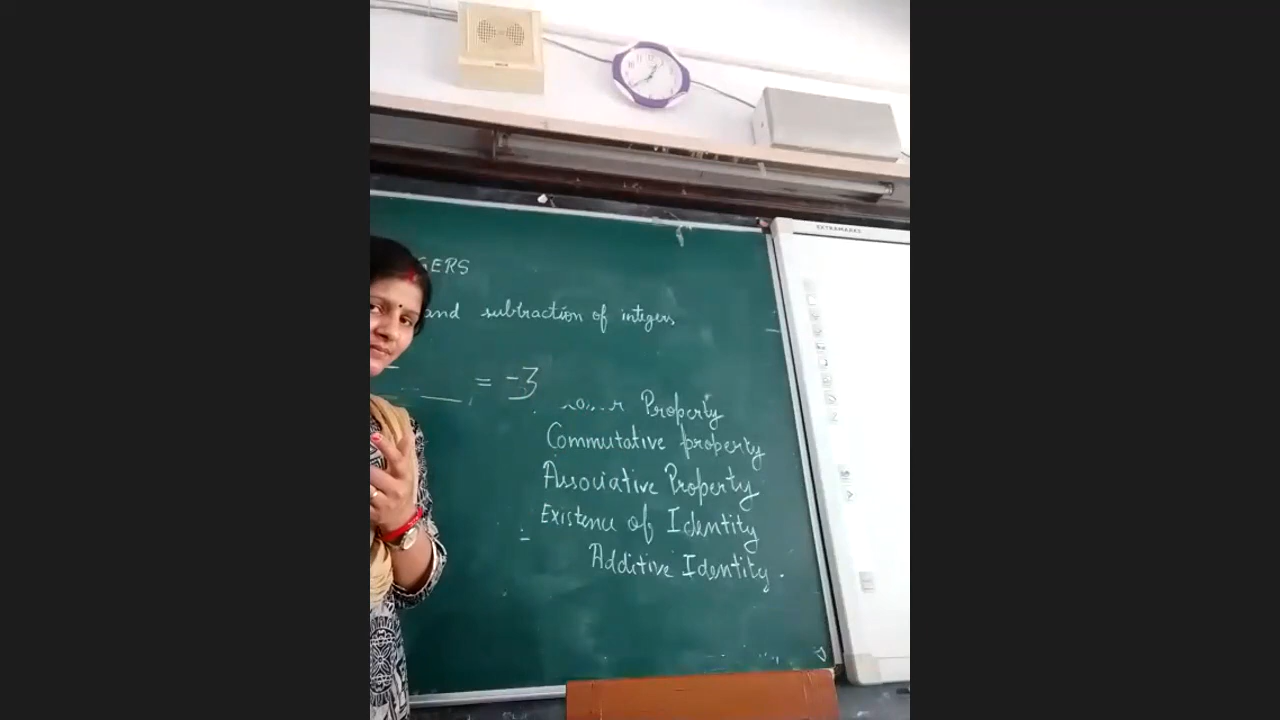 EXTRAMARKS
GERS
and subtraction of integers
= -3
Property
Commutative property
Associative Property
Existence of Identity
Additive Identity.